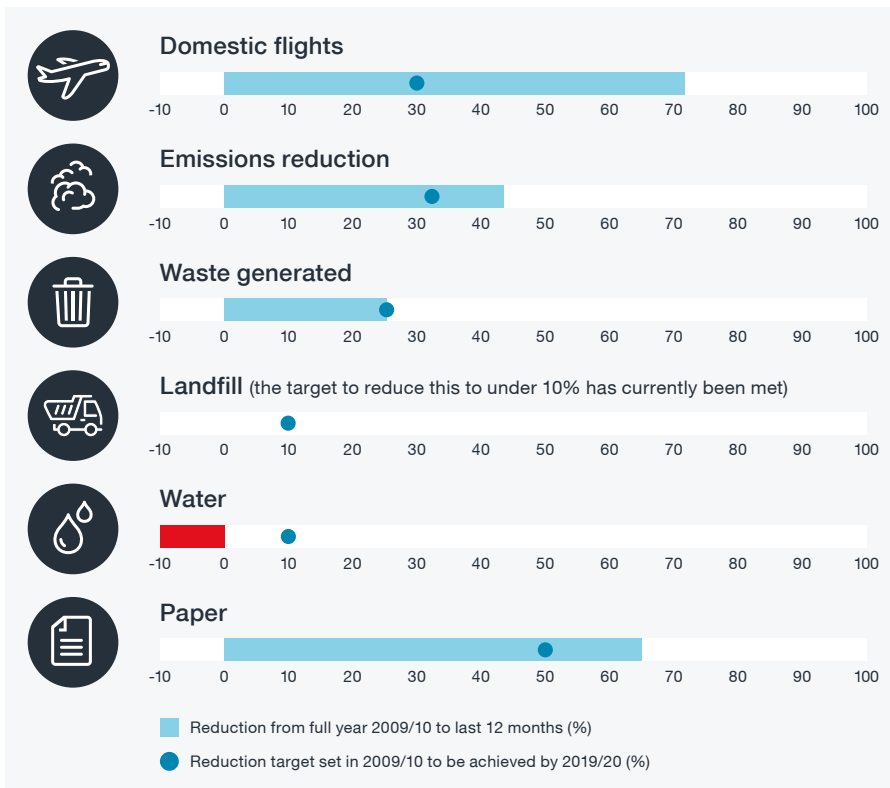 Domestic flights
-10 0 10 20 30 40 50 60 70 80 90 100
Emissions reduction
-10 0 10 20 30 40 50 60 70 80 90 100
Waste generated
-10 0 10 20 30 40 50 60 70 80 90 100
Landfill (the target to reduce this to under 10% has currently been met)
-10 0 10 20 30 40 50 60 70 80 90 100
Water
-10 0 10 20 30 40 50 60 70 80 90 100
Paper
-10 0 10 20 30 40 50 60 70 80 90 100
Reduction from full year 2009/10 to last 12 months (%)
Reduction target set in 2009/10 to be achieved by 2019/20 (%)